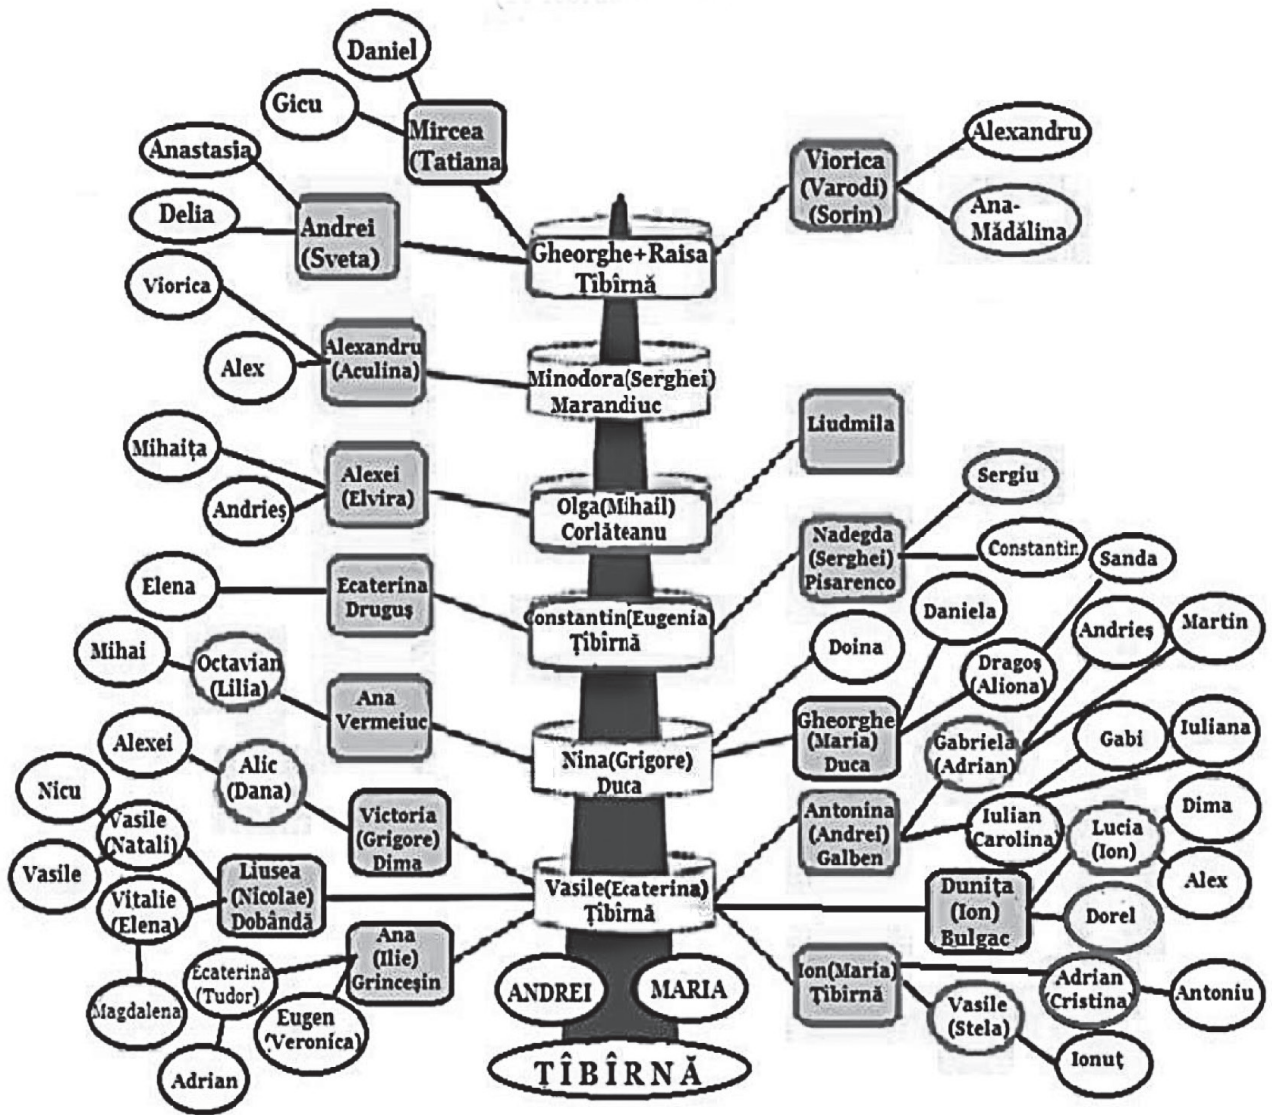 Daniel
Gicu
Mircea
(Tatiana
Anastasia
Delia
Andrei
(Sveta)
Viorica
(Varodi)
(Sorin)
Alexandru
Ana-
Mădălina
Gheorghe+Raisa
Țibîrnă
Viorica
Alex
Alexandru
(Aculina)
Minodora(Serghei)
Marandiuc
Liudmila
Mihaița
Andrieș
Alexei
(Elvira)
Olga(Mihail)
Corlăteanu
Nadegda
(Serghei)
Pisarenco
Sergiu
Constantin
Elena
Ecaterina
Druguș
Constantin(Eugenia)
Țibîrnă
Mihai
Octavian
(Lilia)
Ana
Vermeiuc
Nina(Grigore)
Duca
Doina
Gheorghe
(Maria)
Duca
Daniela
Dragoș
(Aliona)
Sanda
Andrieș
Martin
Gabriela
(Adrian)
Gabi
Iuliana
Alexei
Alic
(Dana)
Victoria
(Grigore)
Dima
Nicu
Vasile
Vasile
(Natali)
Vitalie
(Elena)
Liusea
(Nicolae)
Dobândă
Vasile(Ecaterina)
Țibîrnă
Antonina
(Andrei)
Galben
Iulian
Carolina)
Lucia
(Ion)
Dima
Alex
Dunița
(Ion)
Bulgac
Dorel
Magdalena
Ecaterina
(Tudor)
Adrian
Eugen
(Veronica)
Ana
(Ilie)
Grinceșin
Ion(Maria)
Țibîrnă
Vasile
(Stela)
Adrian
(Cristina)
Antoniu
Ionuț
ANDREI
MARIA
ȚÎBÎRNĂ